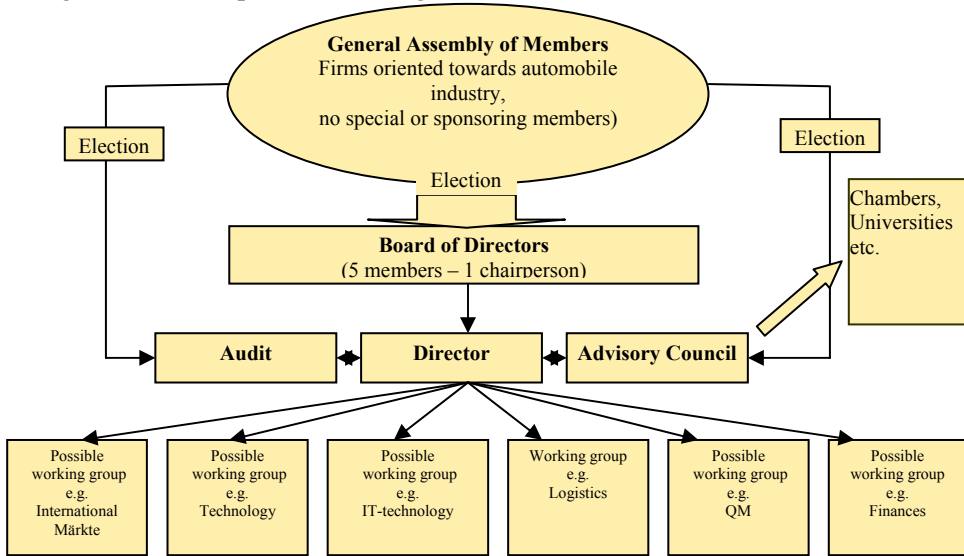 General Assembly of Members
Firms oriented towards automobile
industry,
no special or sponsoring members)
Election
Election
Election
Chambers,
Universities
etc.
Board of Directors
(5 members – 1 chairperson)
Audit
Director
Advisory Council
Possible
working group
e.g.
International
Märkte
Possible
working group
e.g.
Technology
Possible
working group
e.g.
IT-technology
Working group
e.g.
Logistics
Possible
working group
e.g.
QM
Possible
working group
e.g.
Finances